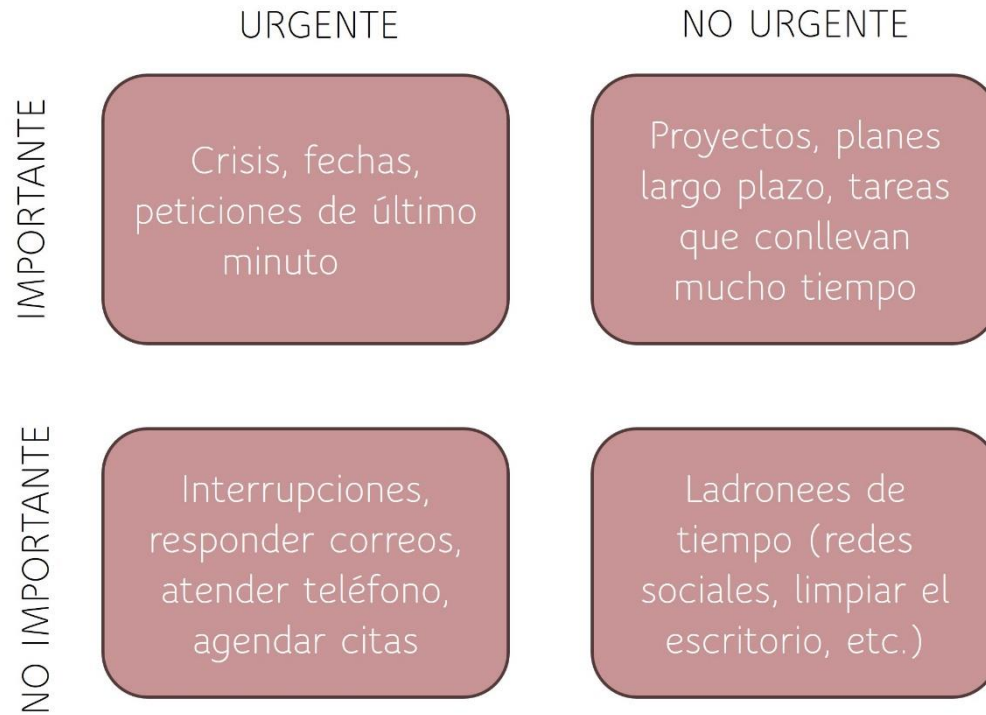 URGENTE
NO URGENTE
IMPORTANTE
Crisis, fechas,
peticiones de último
minuto
Proyectos, planes
largo plazo, tareas
que conllevan
mucho tiempo
NO IMPORTANTE
Interrupciones,
responder correos,
atender teléfono,
agendar citas
Ladronees de
tiempo (redes
sociales, limpiar el
escritorio, etc.)